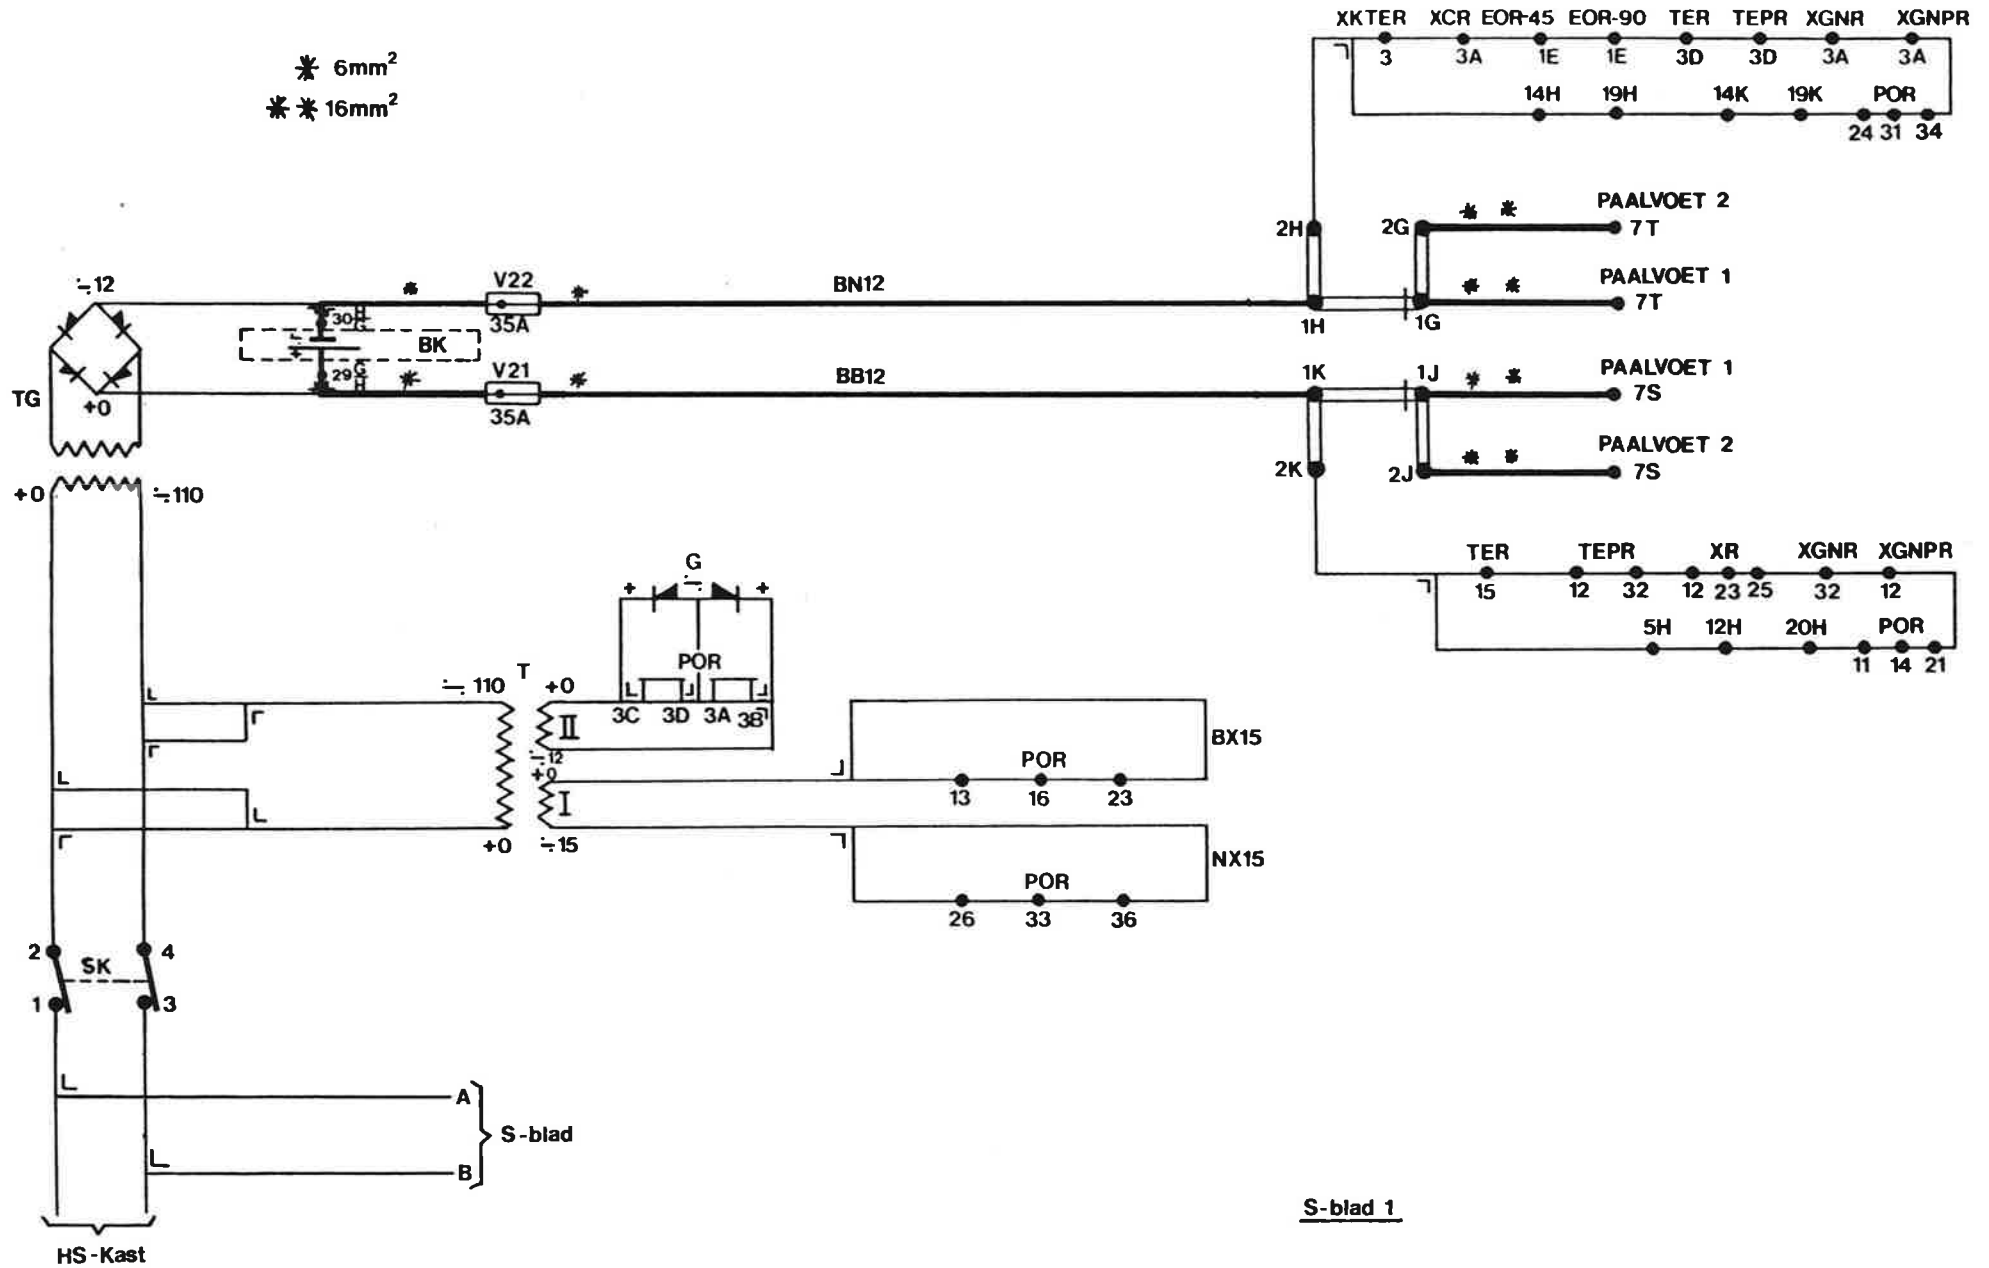 XKTER XCR EOR-45 EOR-90 TER TEPR XGNR XGNPR
3 3A 1E 1E 3D 3D 3A 3A
14H 19H 14K 19K POR
24 31 34
* 6mm²
* * 16mm²
PAALVOET 2
2H 2G * * 7T
÷12 V22 BN12 PAALVOET 1
* * * * 7T
35A 1H 1G
30 H G
- + BK
29 G H
V21 BB12 1K 1J PAALVOET 1
* * * * 7S
TG +0 35A
PAALVOET 2
2K 2J * * 7S
+0 ÷110
TER TEPR XR XGNR XGNPR
15 12 32 12 23 25 32 12
5H 12H 20H POR
11 14 21
G
+ ÷ +
POR
÷110 T +0
3C 3D 3A 3B
II
÷12
+0
I
BX15
POR
13 16 23
+0 ÷15
NX15
POR
26 33 36
2 SK 4
1 3
A
S-blad
B
HS-Kast
S-blad 1